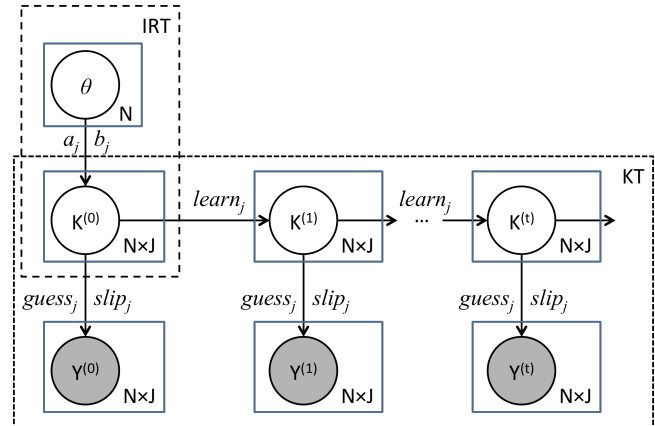 IRT
θ
N
a_j b_j
KT
K^(0) learn_j K^(1) learn_j ... K^(t)
N×J N×J N×J
guess_j slip_j guess_j slip_j guess_j slip_j
Y^(0) Y^(1) Y^(t)
N×J N×J N×J